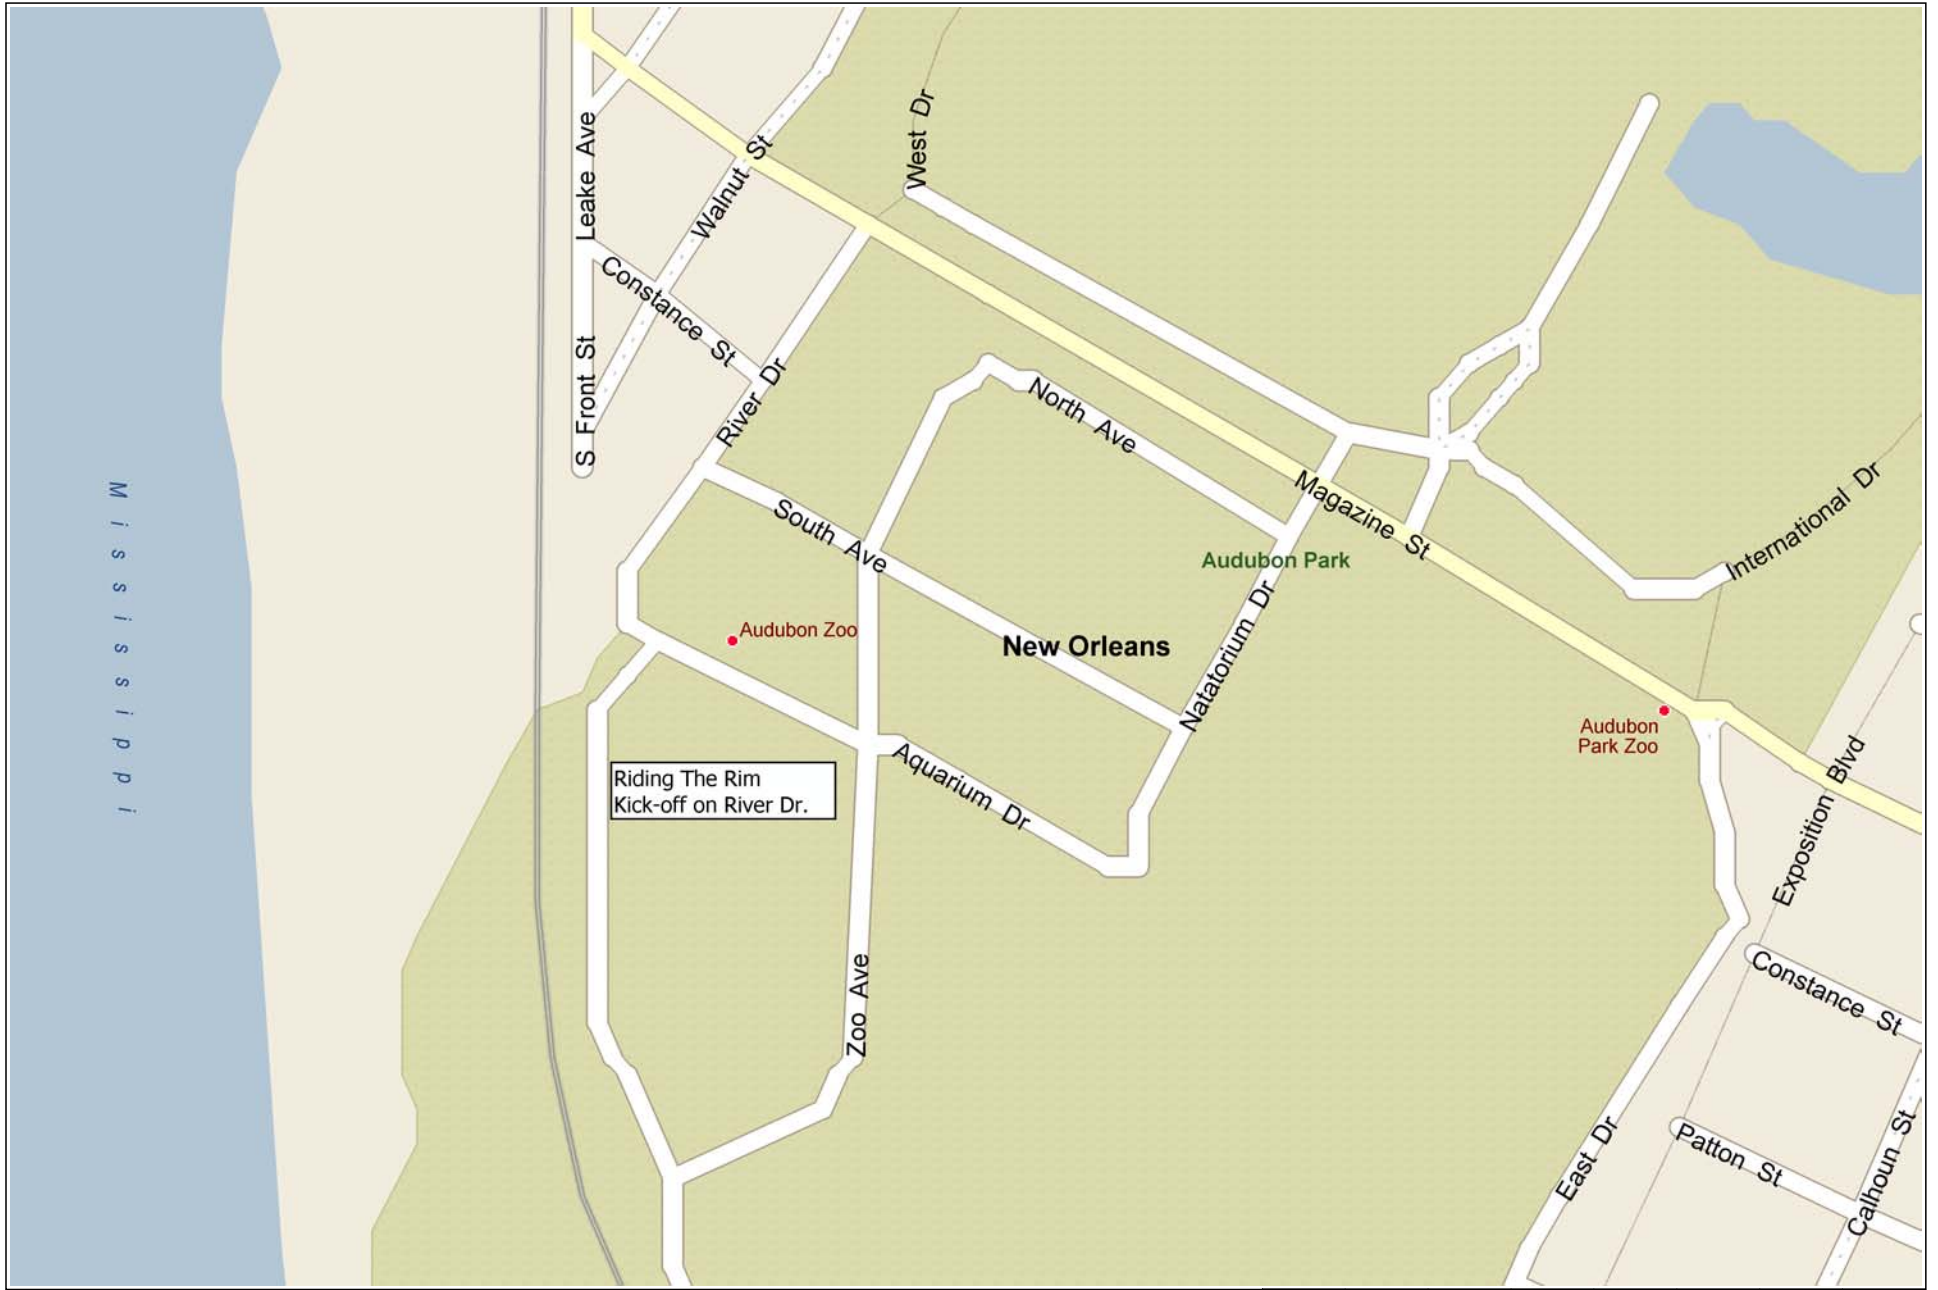 West Dr
Leake Ave
Walnut St
Constance St
S Front St
River Dr
North Ave
Magazine St
International Dr
Mississippi
South Ave
Audubon Park
Audubon Zoo
New Orleans
Natatorium Dr
Audubon
Park Zoo
Riding The Rim
Kick-off on River Dr.
Aquarium Dr
Exposition Blvd
Zoo Ave
Constance St
East Dr
Patton St
Calhoun St